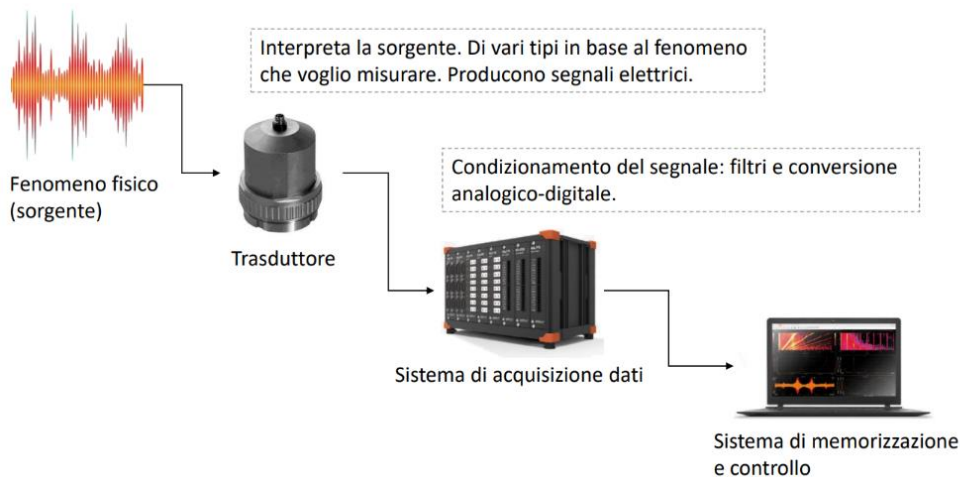 Interpreta la sorgente. Di vari tipi in base al fenomeno
che voglio misurare. Producono segnali elettrici.
Fenomeno fisico
(sorgente)
Condizionamento del segnale: filtri e conversione
analogico-digitale.
Trasduttore
Sistema di acquisizione dati
Sistema di memorizzazione
e controllo